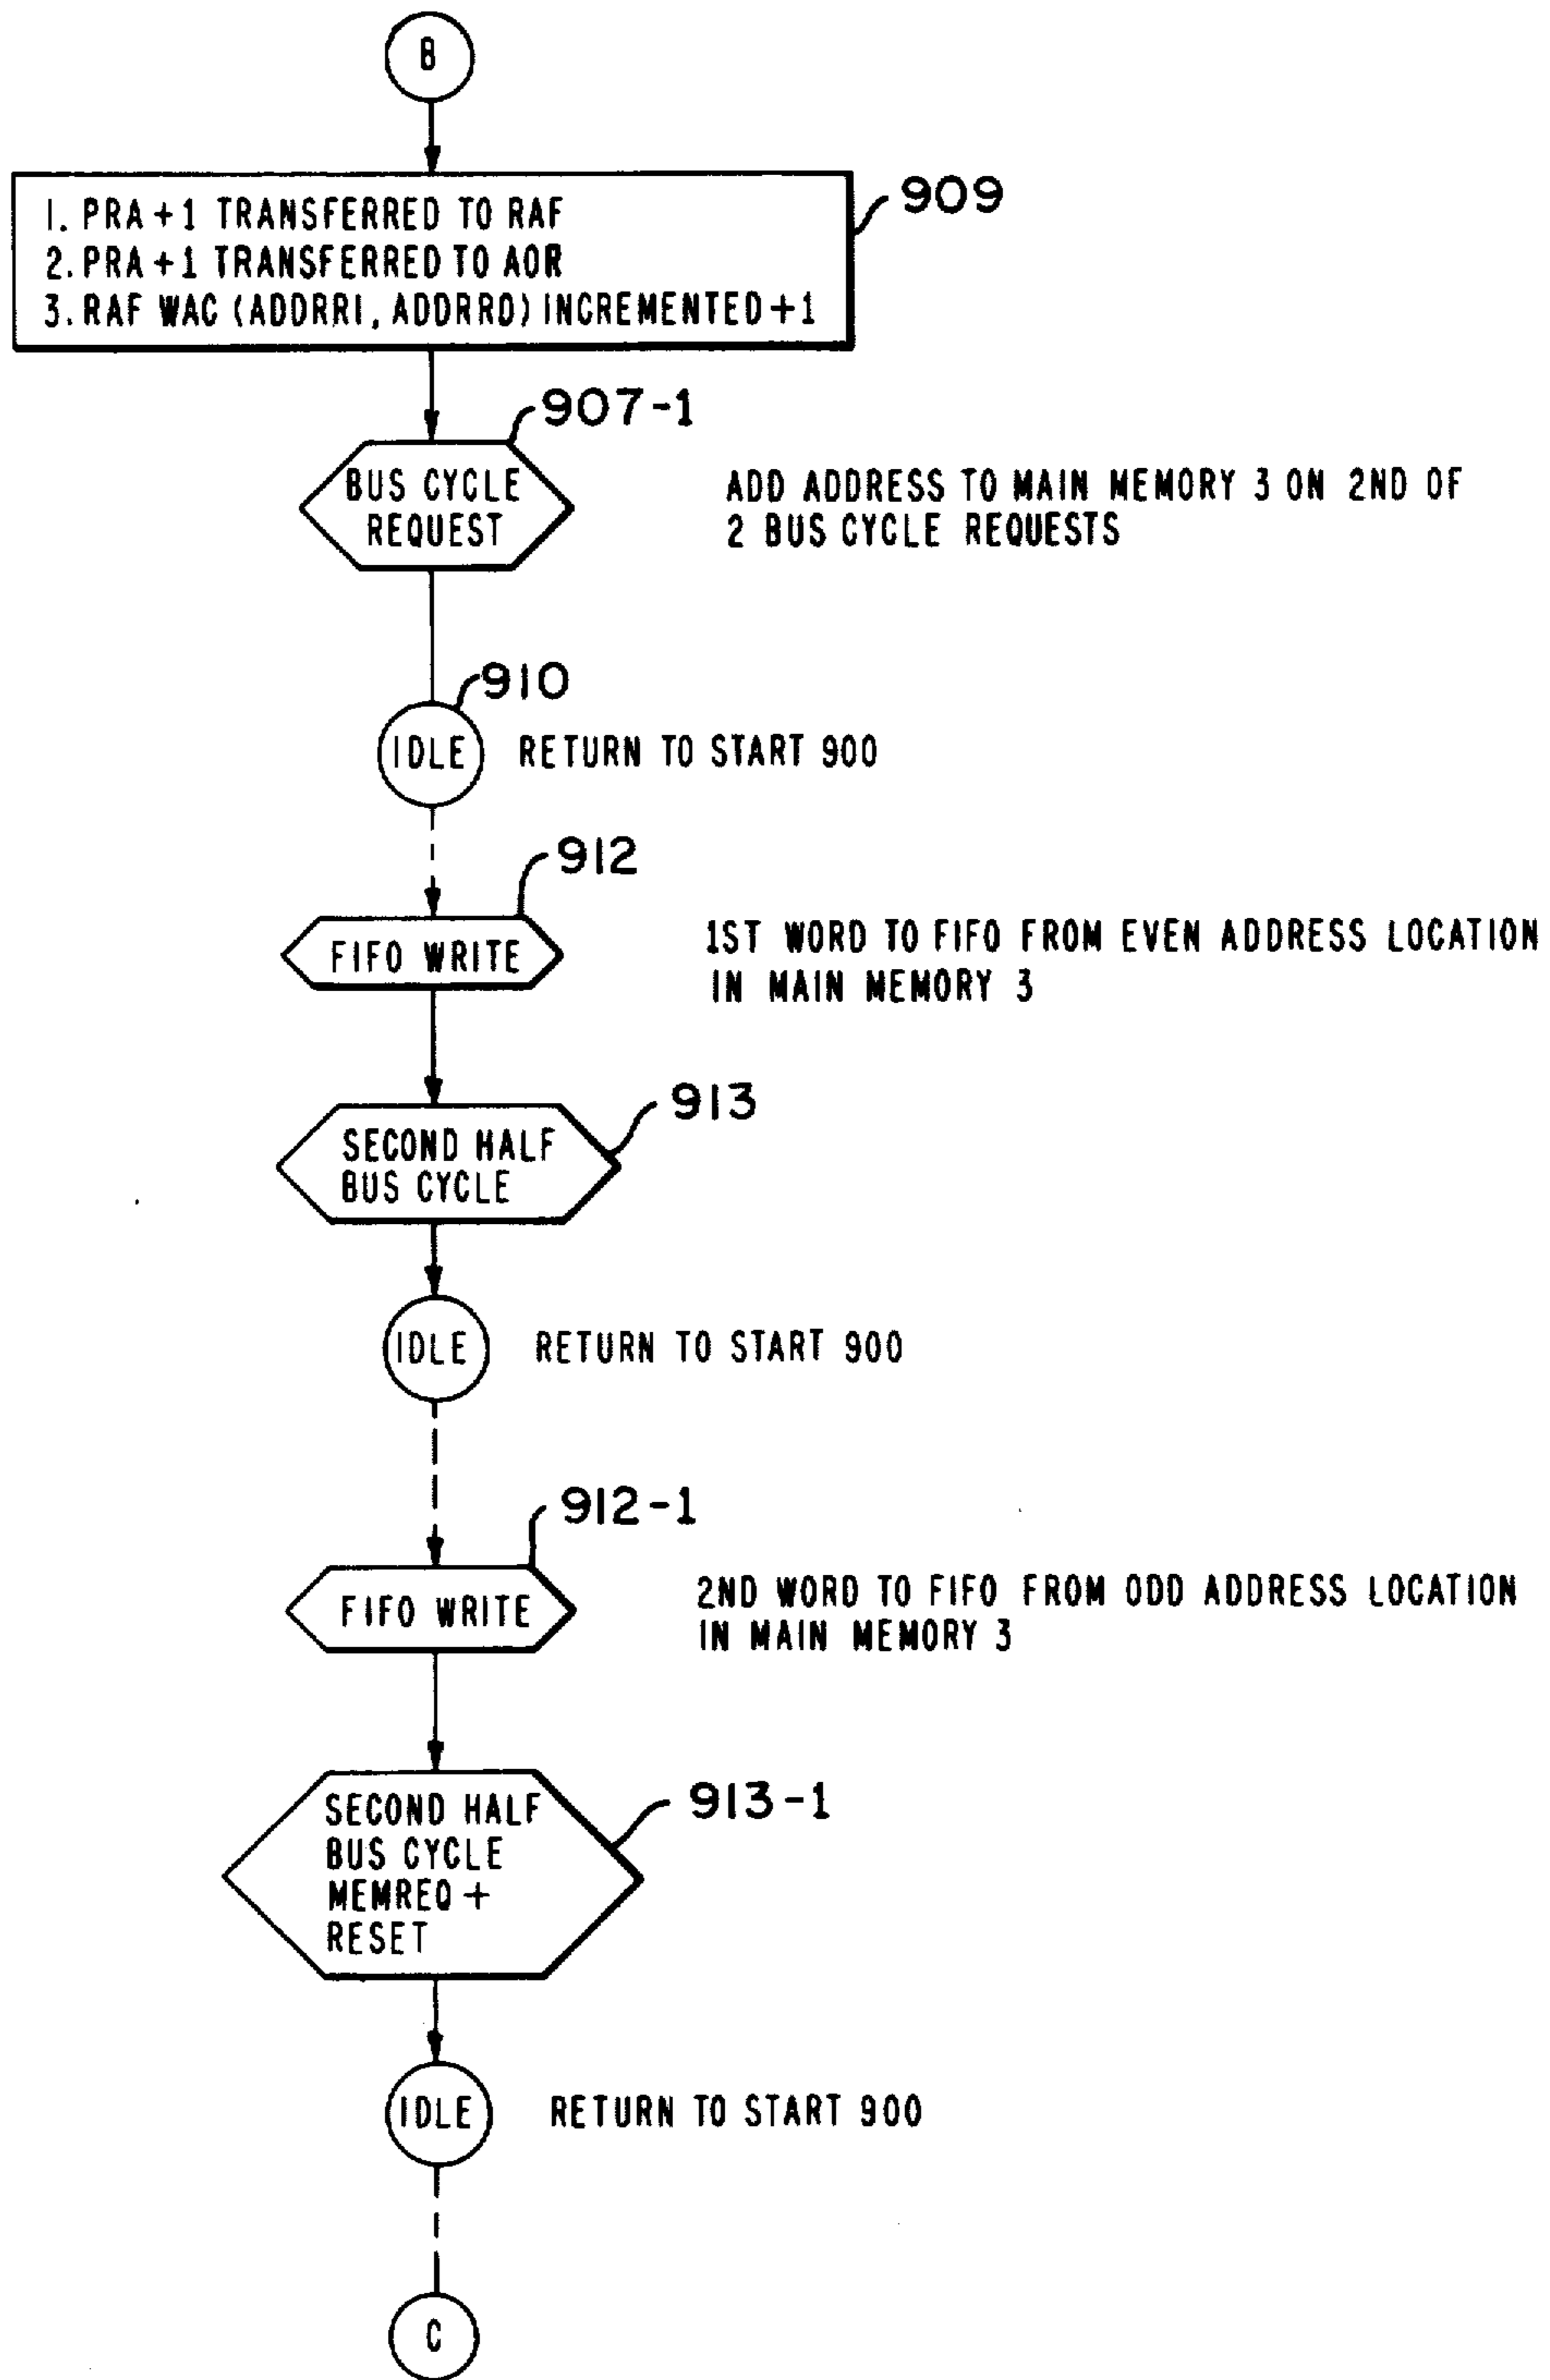 B
1. PRA +1 TRANSFERRED TO RAF
2. PRA +1 TRANSFERRED TO AOR
3. RAF WAC (ADDRR1, ADDRR0) INCREMENTED +1
909
907-1
BUS CYCLE
REQUEST
ADD ADDRESS TO MAIN MEMORY 3 ON 2ND OF
2 BUS CYCLE REQUESTS
910
IDLE RETURN TO START 900
912
FIFO WRITE
1ST WORD TO FIFO FROM EVEN ADDRESS LOCATION
IN MAIN MEMORY 3
913
SECOND HALF
BUS CYCLE
IDLE RETURN TO START 900
912-1
FIFO WRITE
2ND WORD TO FIFO FROM ODD ADDRESS LOCATION
IN MAIN MEMORY 3
913-1
SECOND HALF
BUS CYCLE
MEMREQ +
RESET
IDLE RETURN TO START 900
C